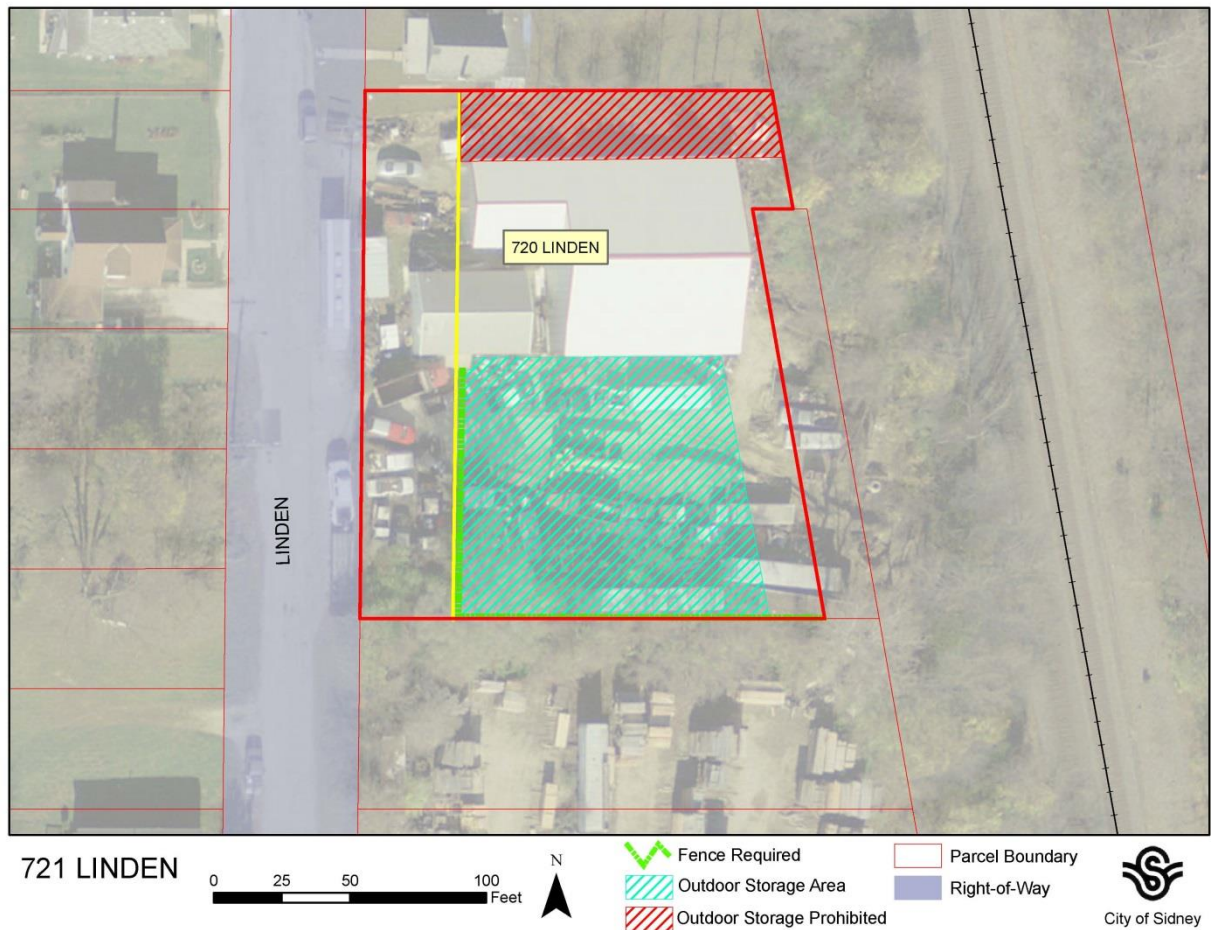 720 LINDEN
LINDEN
721 LINDEN
0 25 50 100
Feet
N
Fence Required
Outdoor Storage Area
Outdoor Storage Prohibited
Parcel Boundary
Right-of-Way
City of Sidney